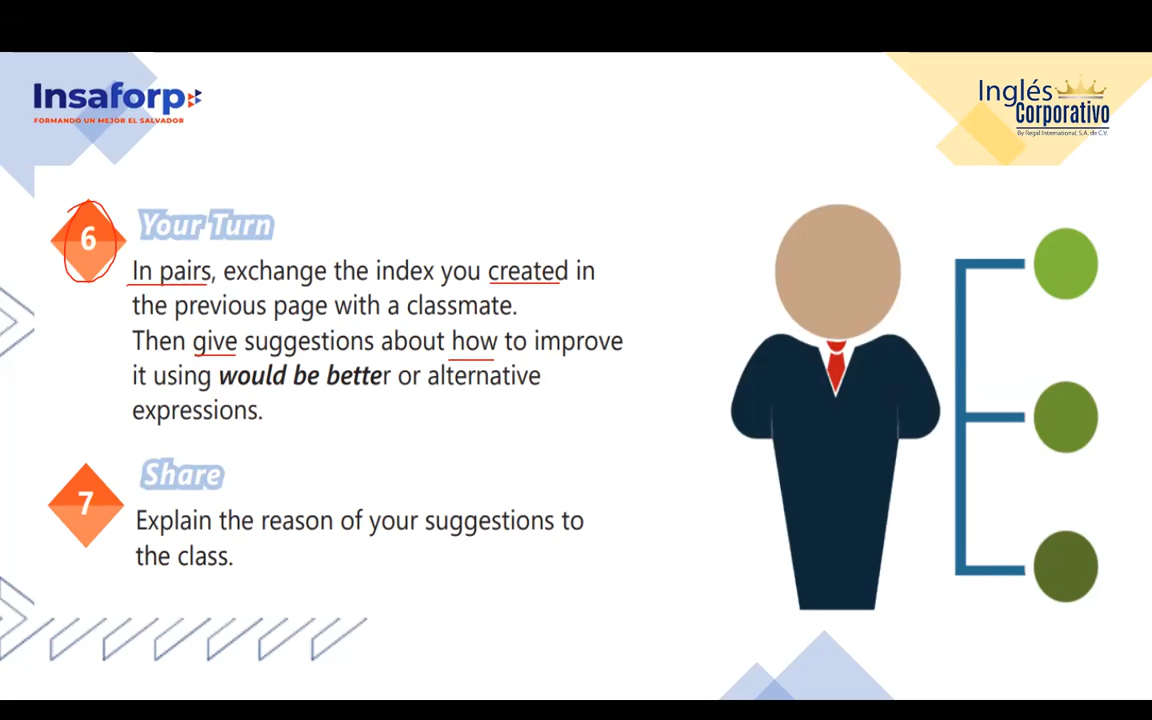 Insaforp
FORMANDO UN MEJOR EL SALVADOR
Inglés
Corporativo
By Regal International, S.A. de C.V.
6
Your Turn
In pairs, exchange the index you created in
the previous page with a classmate.
Then give suggestions about how to improve
it using would be better or alternative
expressions.
7
Share
Explain the reason of your suggestions to
the class.